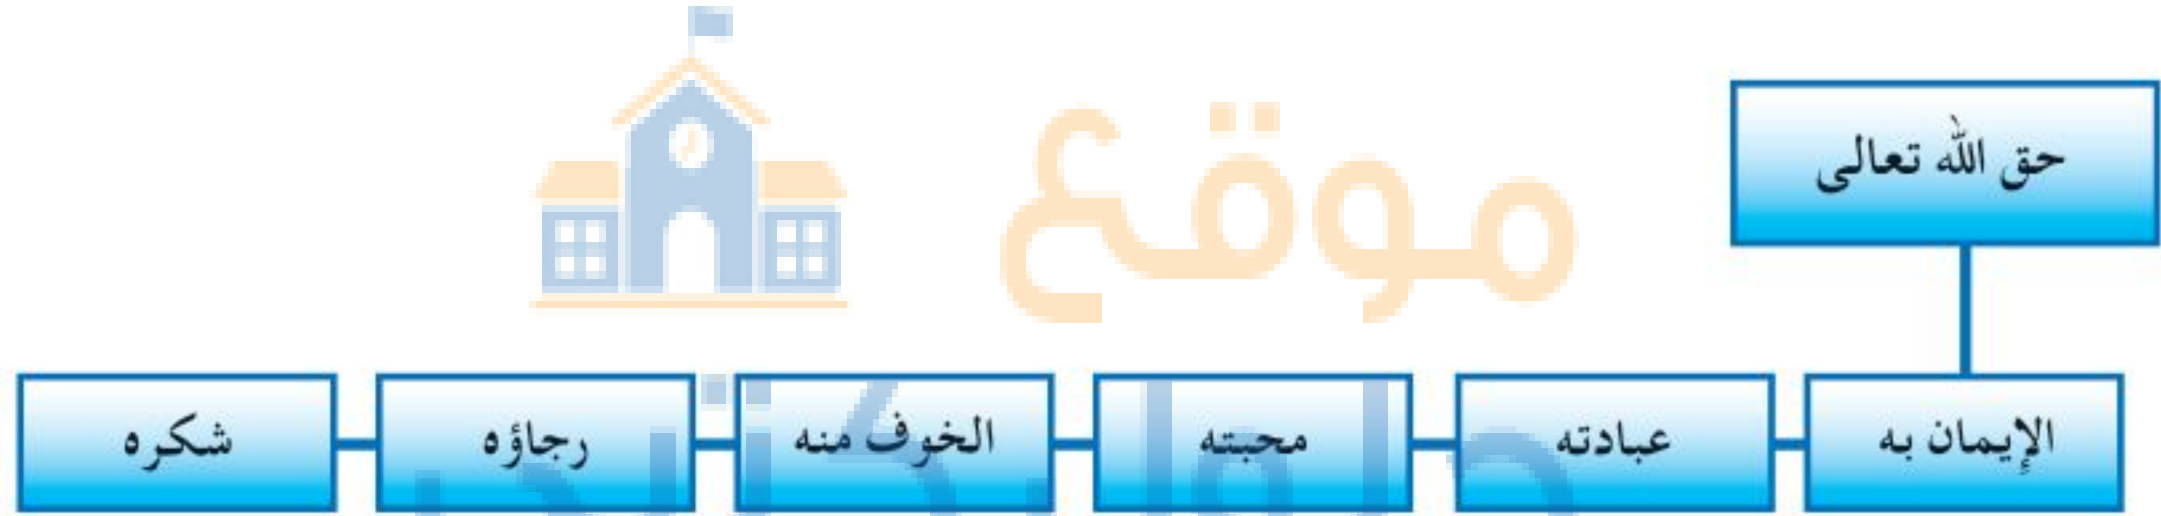 موقع
حق الله تعالى
الإيمان به
عبادته
محبته
الخوف منه
رجاؤه
شكره